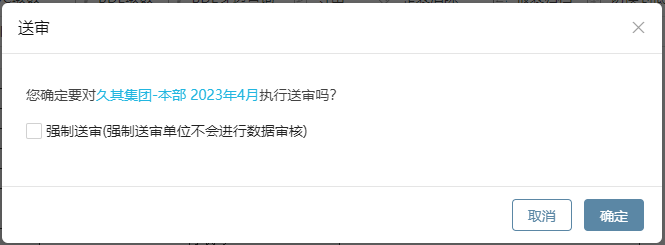 送审
您确定要对久其集团-本部 2023年4月执行送审吗?
强制送审(强制送审单位不会进行数据审核)
取消
确定